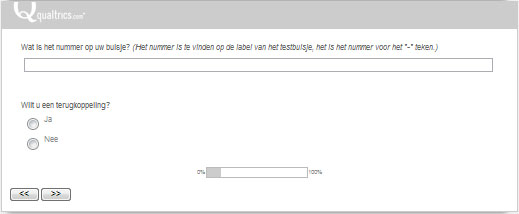 qualtrics.com
Wat is het nummer op uw buisje? (Het nummer is te vinden op de label van het testbuisje, het is het nummer voor het "-" teken.)
Wilt u een terugkoppeling?
Ja
Nee
0% 100%
<< >>